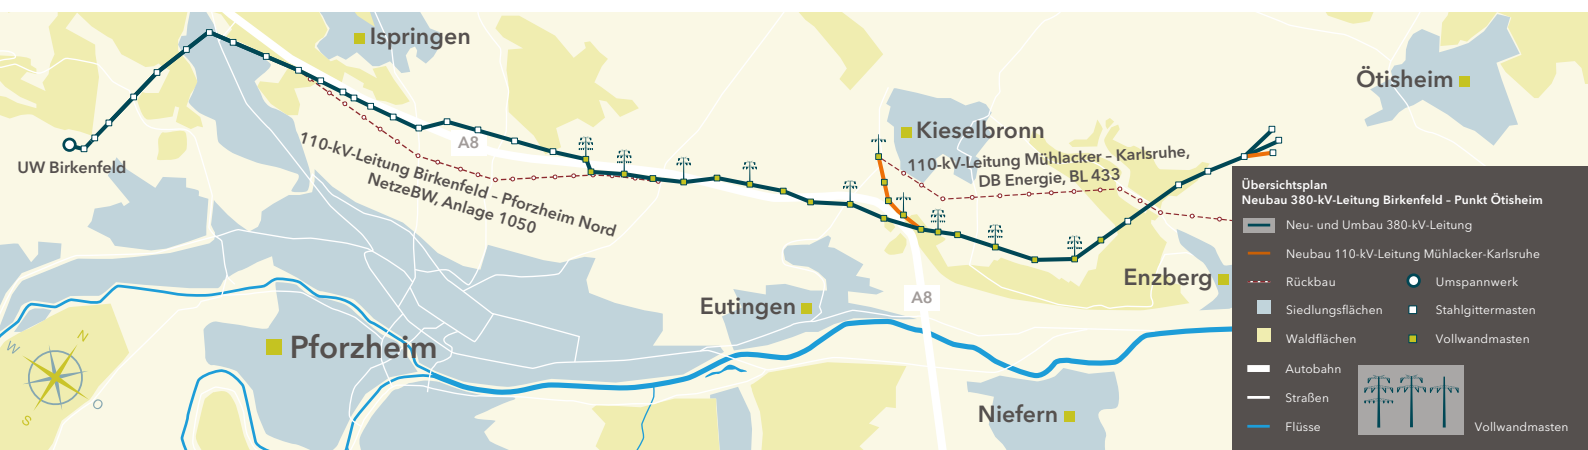 Ispringen
Ötisheim
Kieselbronn
A8
UW Birkenfeld
110-kV-Leitung Birkenfeld – Pforzheim Nord
NetzeBW, Anlage 1050
110-kV-Leitung Mühlacker – Karlsruhe,
DB Energie, BL 433
Enzberg
Eutingen
A8
Pforzheim
Niefern
N
W
O
S
Übersichtsplan
Neubau 380-kV-Leitung Birkenfeld – Punkt Ötisheim
Neu- und Umbau 380-kV-Leitung
Neubau 110-kV-Leitung Mühlacker-Karlsruhe
Rückbau
Umspannwerk
Siedlungsflächen
Stahlgittermasten
Waldflächen
Vollwandmasten
Autobahn
Straßen
Flüsse
Vollwandmasten